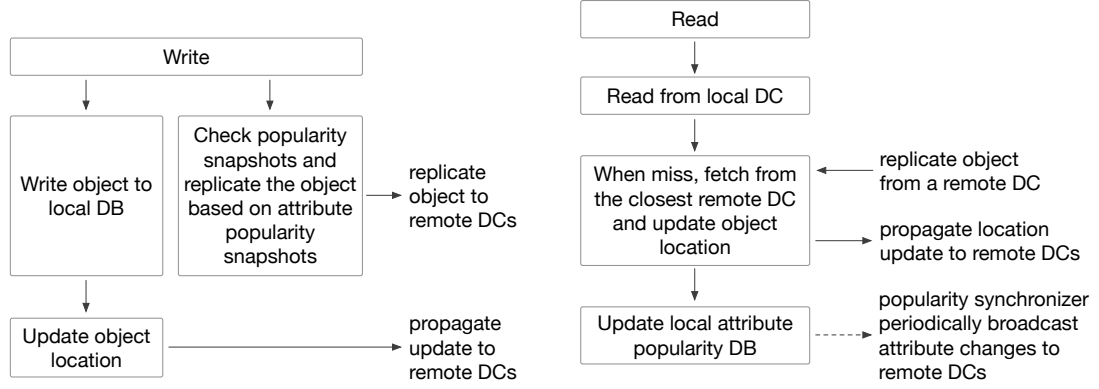 Write
Write object to
local DB
Check popularity
snapshots and
replicate the object
based on attribute
popularity
snapshots
replicate
object to
remote DCs
Update object
location
propagate
update to
remote DCs
Read
Read from local DC
When miss, fetch from
the closest remote DC
and update object
location
replicate object
from a remote DC
propagate location
update to remote DCs
Update local attribute
popularity DB
popularity synchronizer
periodically broadcast
attribute changes to
remote DCs